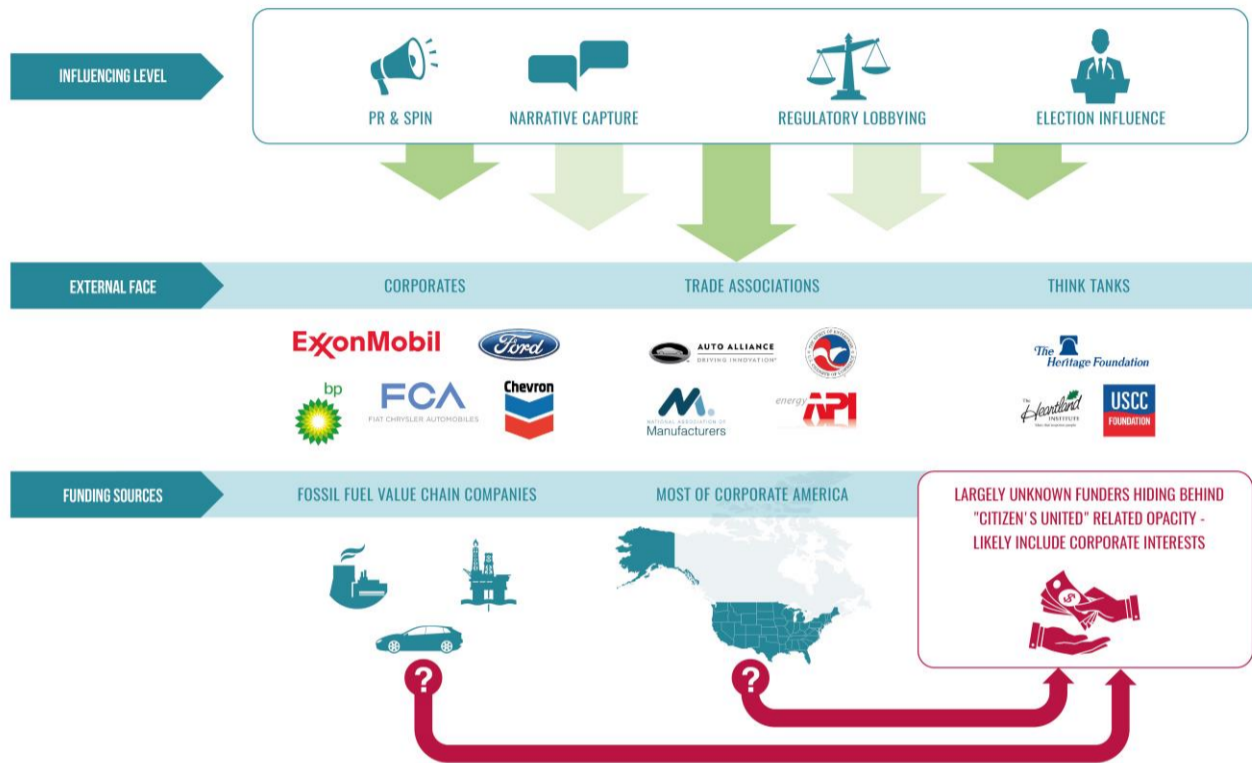 INFLUENCING LEVEL
PR & SPIN
NARRATIVE CAPTURE
REGULATORY LOBBYING
ELECTION INFLUENCE
EXTERNAL FACE
CORPORATES
TRADE ASSOCIATIONS
THINK TANKS
ExxonMobil
Ford
bp
FCA
FIAT CHRYSLER AUTOMOBILES
Chevron
AUTO ALLIANCE
DRIVING INNOVATION®
M.
NATIONAL ASSOCIATION OF
Manufacturers
energy API
The
Heritage Foundation
The
Heartland
INSTITUTE
USCC
FOUNDATION
FUNDING SOURCES
FOSSIL FUEL VALUE CHAIN COMPANIES
MOST OF CORPORATE AMERICA
LARGELY UNKNOWN FUNDERS HIDING BEHIND
"CITIZEN'S UNITED" RELATED OPACITY -
LIKELY INCLUDE CORPORATE INTERESTS
$
?
?